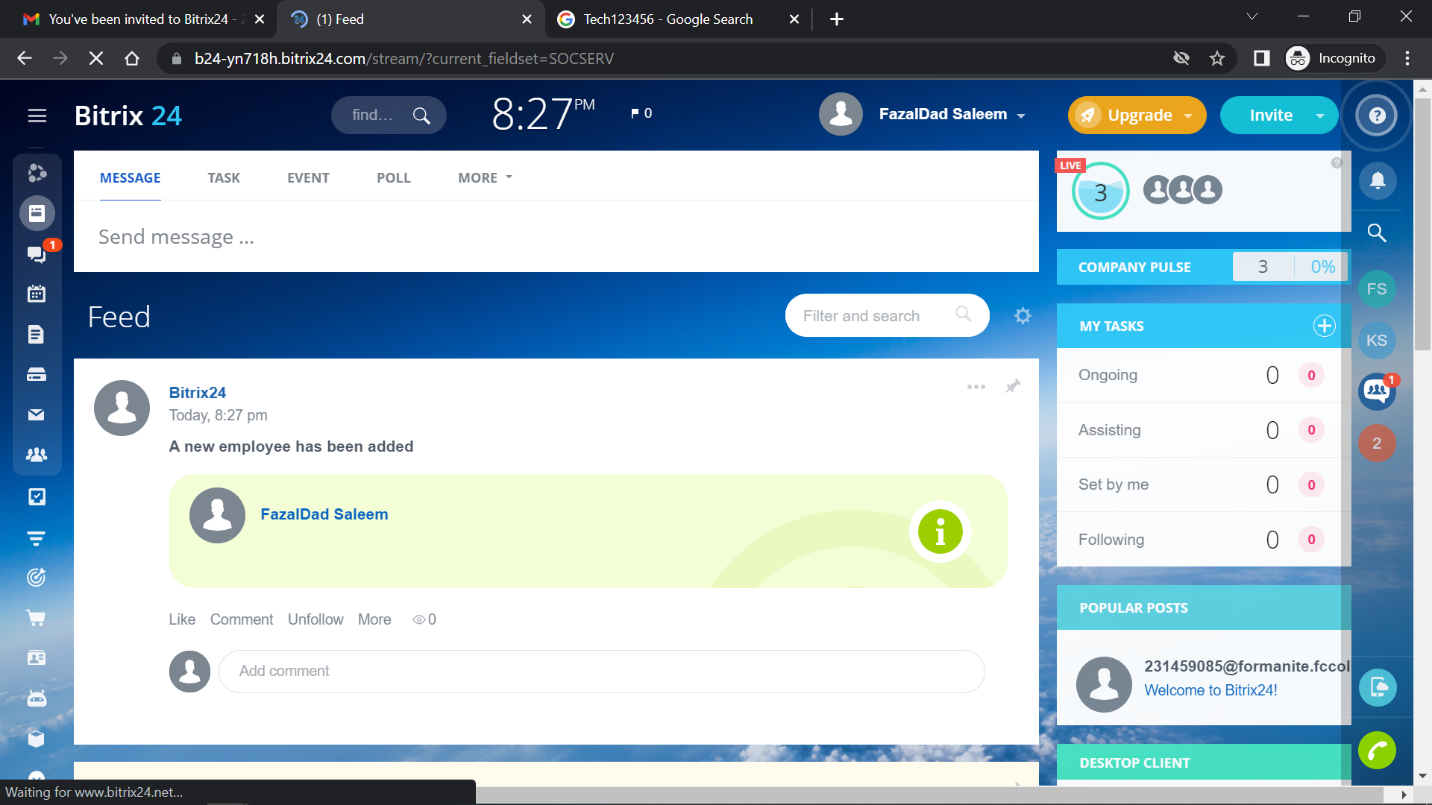 You've been invited to Bitrix24 - 2
(1) Feed
Tech123456 - Google Search
b24-yn718h.bitrix24.com/stream/?current_fieldset=SOCSERV
Incognito
Bitrix 24
find...
8:27 PM
0
FazalDad Saleem
Upgrade
Invite
?
MESSAGE
TASK
EVENT
POLL
MORE
Send message ...
LIVE
3
?
1
COMPANY PULSE
3
0%
Feed
Filter and search
FS
MY TASKS
KS
Ongoing
0
0
1
Bitrix24
Today, 8:27 pm
Assisting
0
0
2
A new employee has been added
Set by me
0
0
FazalDad Saleem
i
Following
0
0
POPULAR POSTS
Like
Comment
Unfollow
More
0
231459085@formanite.fccol
Welcome to Bitrix24!
Add comment
DESKTOP CLIENT
Waiting for www.bitrix24.net...